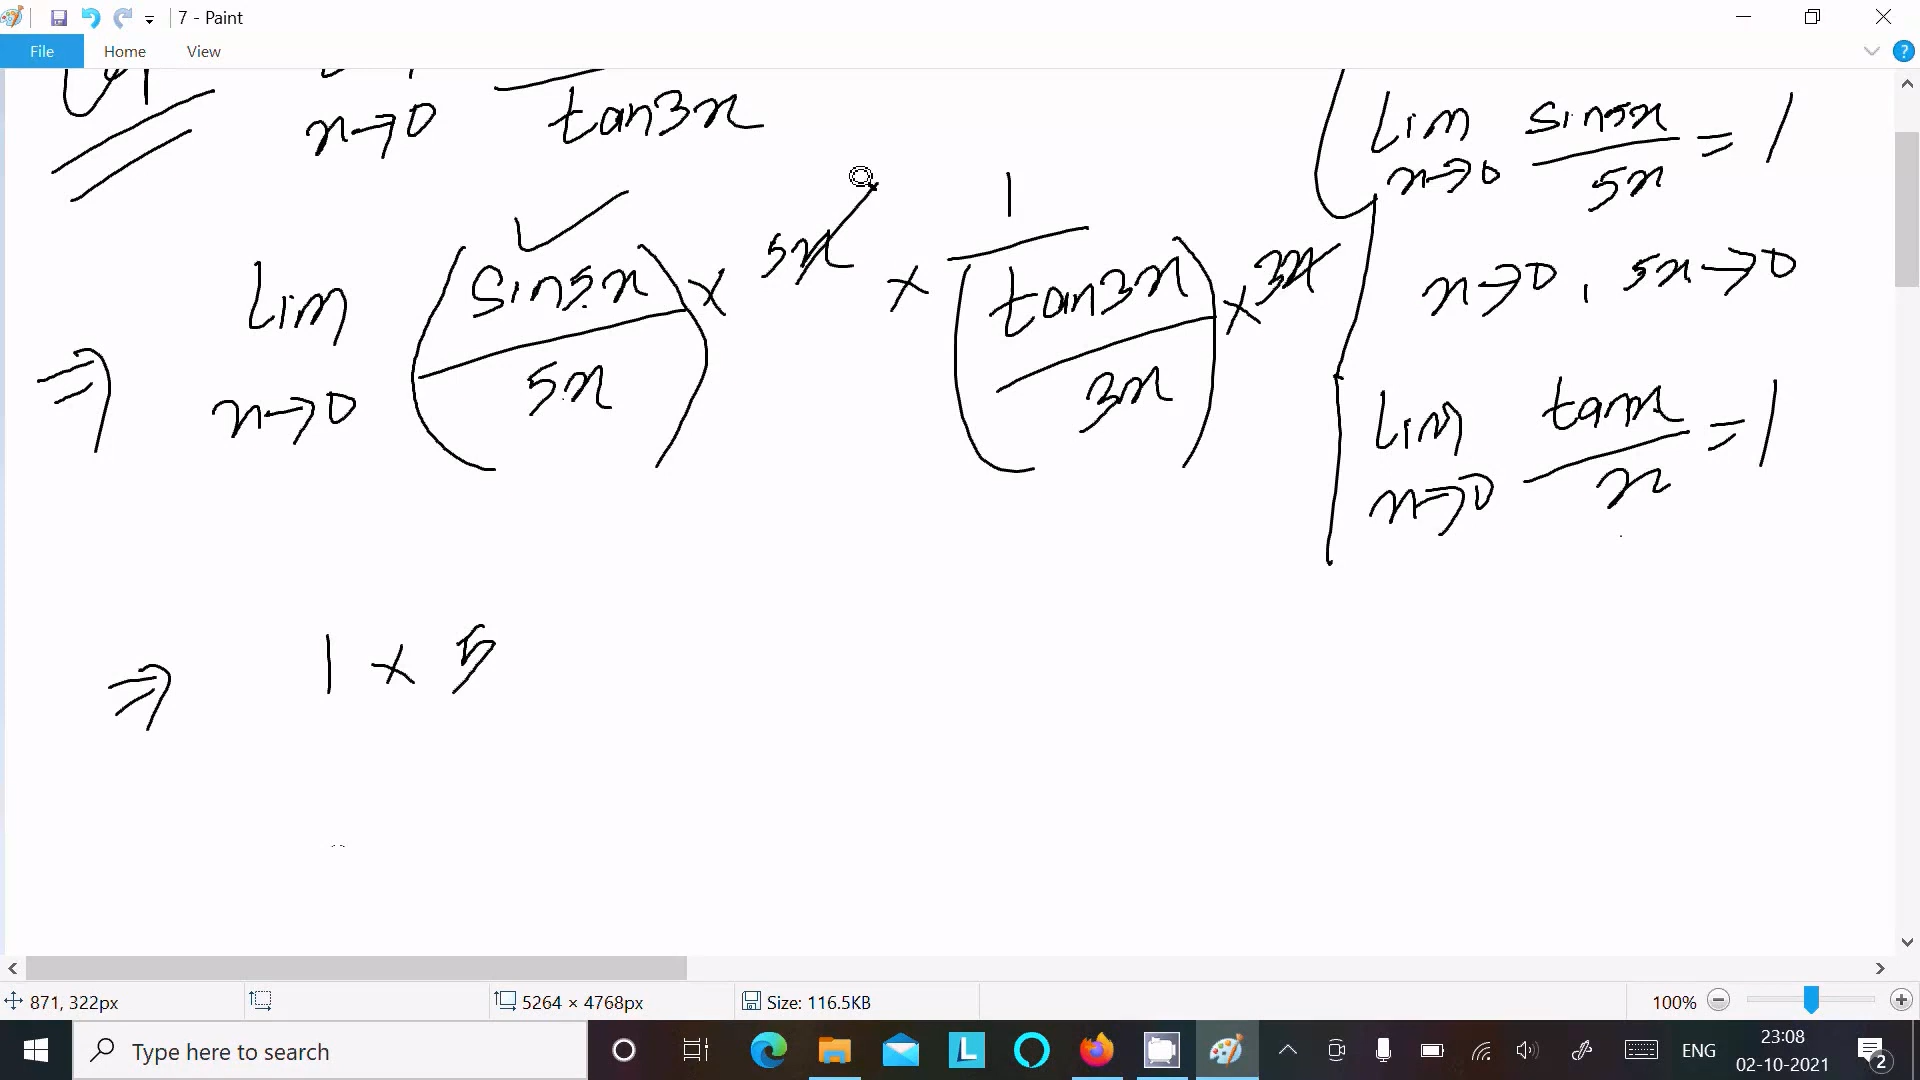 7 - Paint
File Home View
lim x→0 tan3x
lim x→0 sin5x/5x = 1
⇒ lim x→0 (sin5x/5x) × 5x × 1/(tan3x/3x) × 3x
x→0, 5x→0
lim x→0 tanx/x = 1
⇒ 1 × 5
871, 322px 5264 × 4768px Size: 116.5KB 100%
Type here to search
L
ENG
23:08
02-10-2021
2